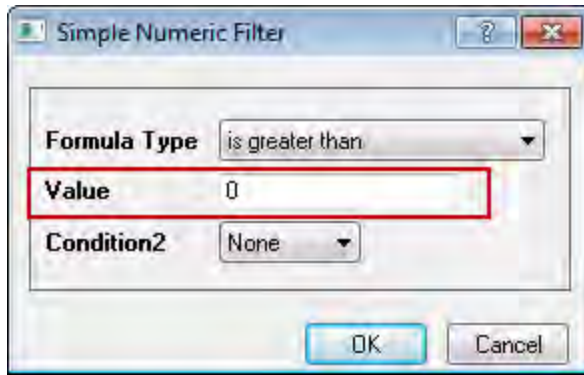 Simple Numeric Filter
Formula Type is greater than
Value 0
Condition2 None
OK Cancel